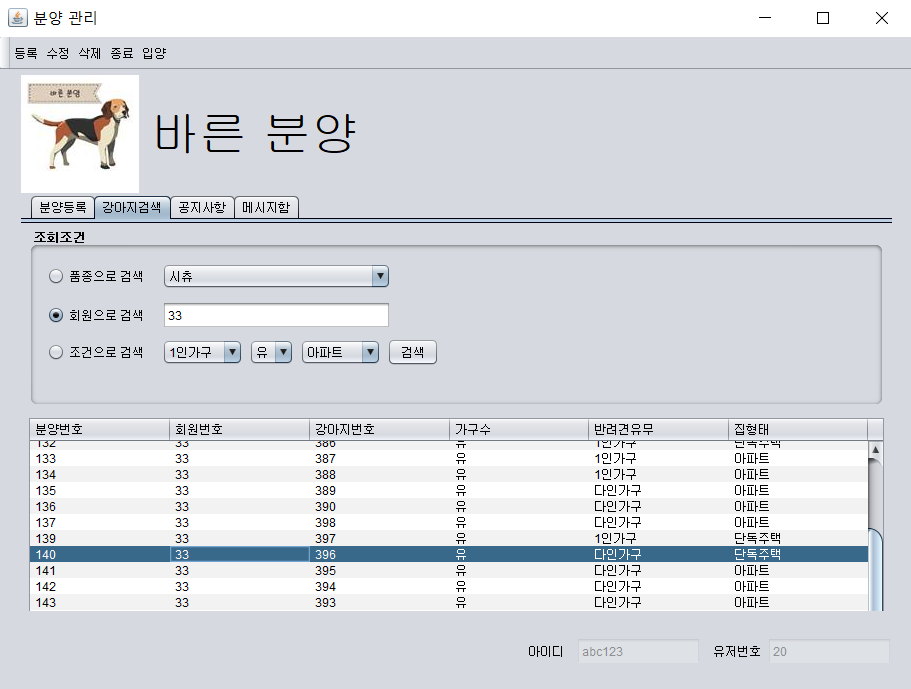 분양 관리
등록 수정 삭제 종료 입양
바른 분양
바른 분양
분양등록 강아지검색 공지사항 메시지함
조회조건
품종으로 검색 시츄
회원으로 검색 33
조건으로 검색 1인가구 유 아파트 검색
분양번호 회원번호 강아지번호 가구수 반려견유무 집형태
132 33 386 유 1인가구 단독주택
133 33 387 유 1인가구 아파트
134 33 388 유 1인가구 아파트
135 33 389 유 다인가구 아파트
136 33 390 유 다인가구 아파트
137 33 398 유 다인가구 아파트
139 33 397 유 1인가구 단독주택
140 33 396 유 다인가구 단독주택
141 33 395 유 다인가구 아파트
142 33 394 유 다인가구 아파트
143 33 393 유 다인가구 아파트
아이디 abc123 유저번호 20